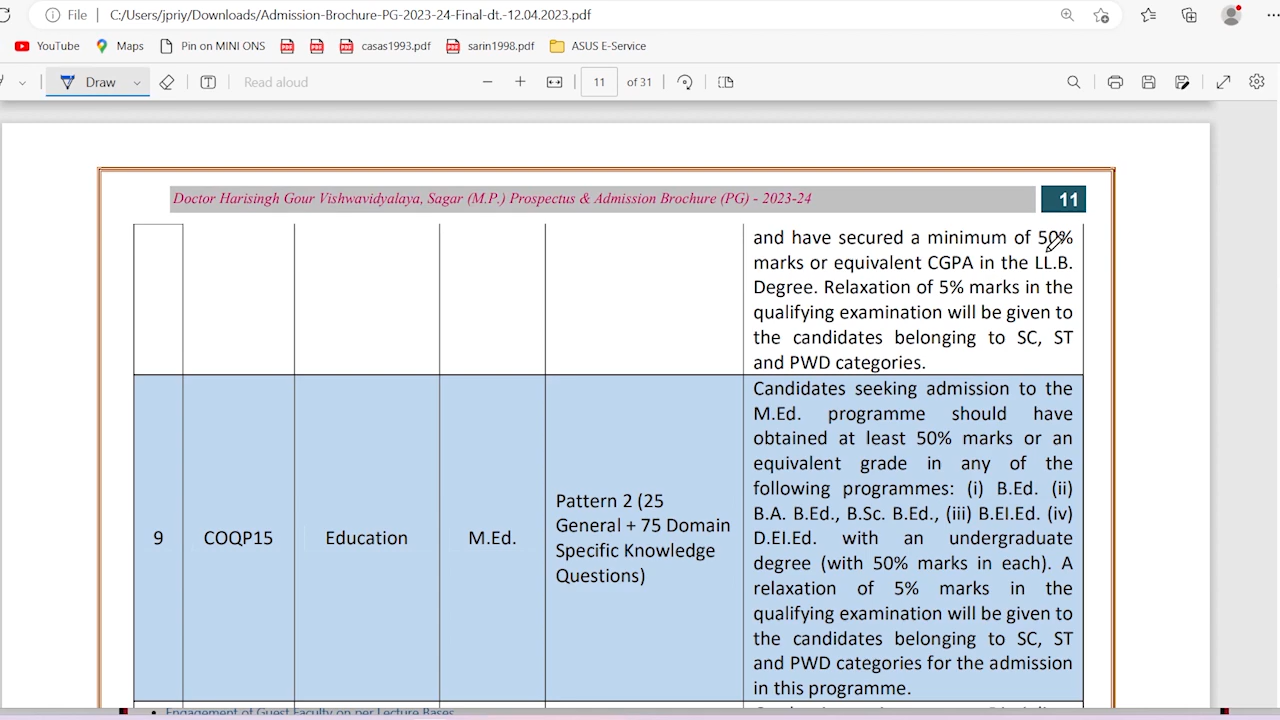 File
C:/Users/jpriy/Downloads/Admission-Brochure-PG-2023-24-Final-dt.-12.04.2023.pdf
YouTube Maps Pin on MINI ONS casas1993.pdf sarin1998.pdf ASUS E-Service
Draw Read aloud 11 of 31
Doctor Harisingh Gour Vishwavidyalaya, Sagar (M.P.) Prospectus & Admission Brochure (PG) - 2023-24 11
and have secured a minimum of 50%
marks or equivalent CGPA in the LL.B.
Degree. Relaxation of 5% marks in the
qualifying examination will be given to
the candidates belonging to SC, ST
and PWD categories.
9
COQP15
Education
M.Ed.
Pattern 2 (25
General + 75 Domain
Specific Knowledge
Questions)
Candidates seeking admission to the
M.Ed. programme should have
obtained at least 50% marks or an
equivalent grade in any of the
following programmes: (i) B.Ed. (ii)
B.A. B.Ed., B.Sc. B.Ed., (iii) B.El.Ed. (iv)
D.El.Ed. with an undergraduate
degree (with 50% marks in each). A
relaxation of 5% marks in the
qualifying examination will be given to
the candidates belonging to SC, ST
and PWD categories for the admission
in this programme.
Engagement of Guest Faculty on per Lecture Bases